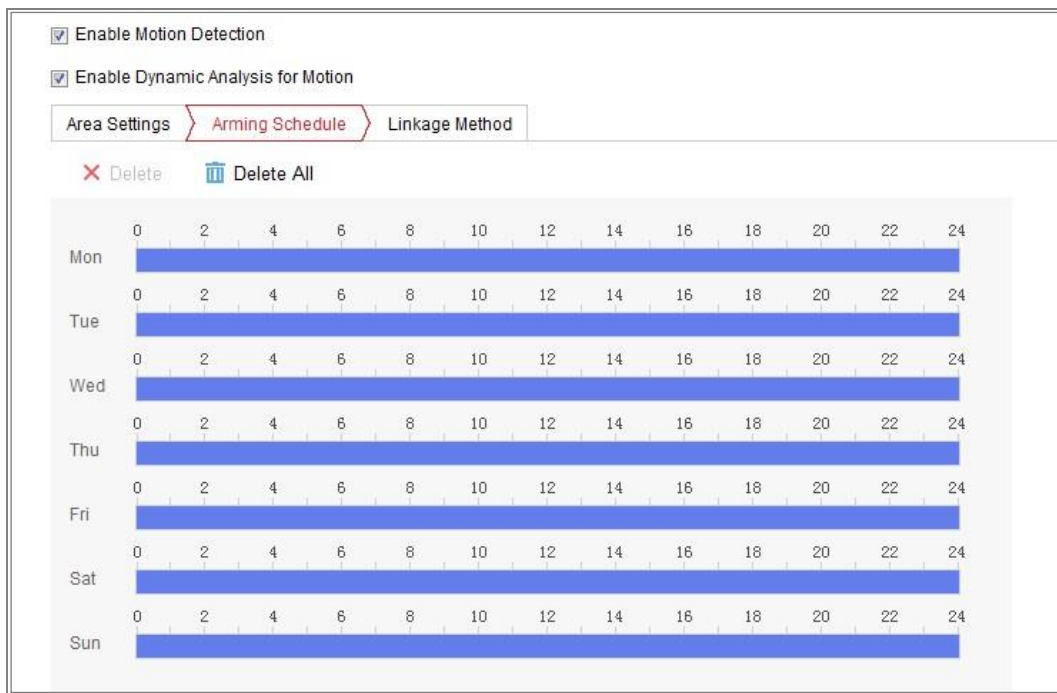 Enable Motion Detection
Enable Dynamic Analysis for Motion
Area Settings Arming Schedule Linkage Method
Delete Delete All
0 2 4 6 8 10 12 14 16 18 20 22 24
Mon
0 2 4 6 8 10 12 14 16 18 20 22 24
Tue
0 2 4 6 8 10 12 14 16 18 20 22 24
Wed
0 2 4 6 8 10 12 14 16 18 20 22 24
Thu
0 2 4 6 8 10 12 14 16 18 20 22 24
Fri
0 2 4 6 8 10 12 14 16 18 20 22 24
Sat
0 2 4 6 8 10 12 14 16 18 20 22 24
Sun